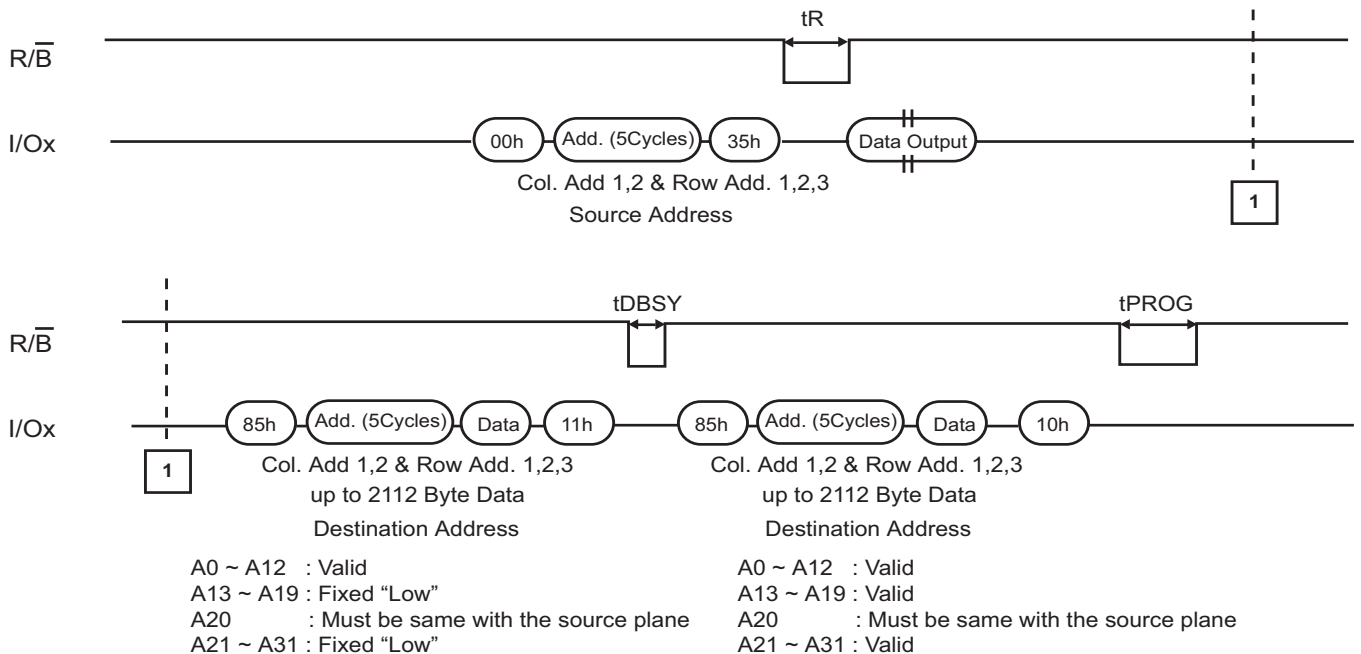 tR
R/B̅
I/Ox
00h Add. (5Cycles) 35h Data Output
Col. Add 1,2 & Row Add. 1,2,3
Source Address
1
tDBSY tPROG
R/B̅
I/Ox
85h Add. (5Cycles) Data 11h 85h Add. (5Cycles) Data 10h
1
Col. Add 1,2 & Row Add. 1,2,3 Col. Add 1,2 & Row Add. 1,2,3
up to 2112 Byte Data up to 2112 Byte Data
Destination Address Destination Address
A0 ~ A12 : Valid A0 ~ A12 : Valid
A13 ~ A19 : Fixed “Low” A13 ~ A19 : Valid
A20 : Must be same with the source plane A20 : Must be same with the source plane
A21 ~ A31 : Fixed “Low” A21 ~ A31 : Valid